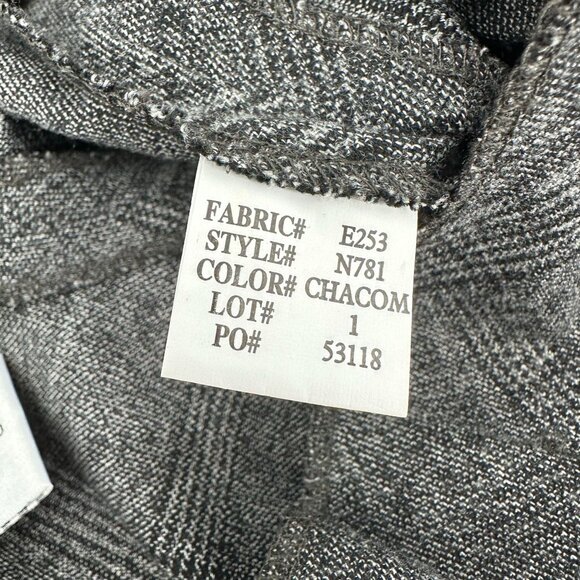 FABRIC# E253
STYLE# N781
COLOR# CHACOM
LOT# 1
PO# 53118